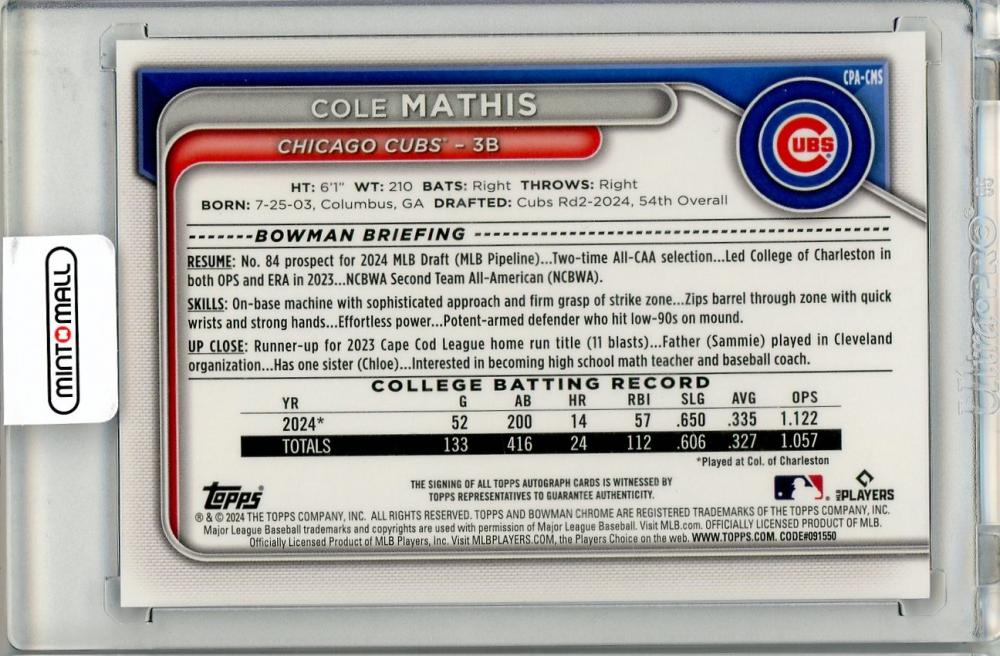 CPA-CMS
COLE MATHIS
CHICAGO CUBS™ – 3B
CUBS
HT: 6'1" WT: 210 BATS: Right THROWS: Right
BORN: 7-25-03, Columbus, GA DRAFTED: Cubs Rd2-2024, 54th Overall
BOWMAN BRIEFING
RESUME: No. 84 prospect for 2024 MLB Draft (MLB Pipeline)...Two-time All-CAA selection...Led College of Charleston in
both OPS and ERA in 2023...NCBWA Second Team All-American (NCBWA).
SKILLS: On-base machine with sophisticated approach and firm grasp of strike zone...Zips barrel through zone with quick
wrists and strong hands...Effortless power...Potent-armed defender who hit low-90s on mound.
UP CLOSE: Runner-up for 2023 Cape Cod League home run title (11 blasts)...Father (Sammie) played in Cleveland
organization...Has one sister (Chloe)...Interested in becoming high school math teacher and baseball coach.
COLLEGE BATTING RECORD
YR G AB HR RBI SLG AVG OPS
2024* 52 200 14 57 .650 .335 1.122
TOTALS 133 416 24 112 .606 .327 1.057
*Played at Col. of Charleston
THE SIGNING OF ALL TOPPS AUTOGRAPH CARDS IS WITNESSED BY
TOPPS REPRESENTATIVES TO GUARANTEE AUTHENTICITY.
TOPPS®
MLB PLAYERS
® & © 2024 THE TOPPS COMPANY, INC. ALL RIGHTS RESERVED. TOPPS AND BOWMAN CHROME ARE REGISTERED TRADEMARKS OF THE TOPPS COMPANY, INC.
Major League Baseball trademarks and copyrights are used with permission of Major League Baseball. Visit MLB.com. OFFICIALLY LICENSED PRODUCT OF MLB.
Officially Licensed Product of MLB Players, Inc. Visit MLBPLAYERS.COM, the Players Choice on the web. WWW.TOPPS.COM. CODE#091550
MINTOMALL
Ultra PRO®